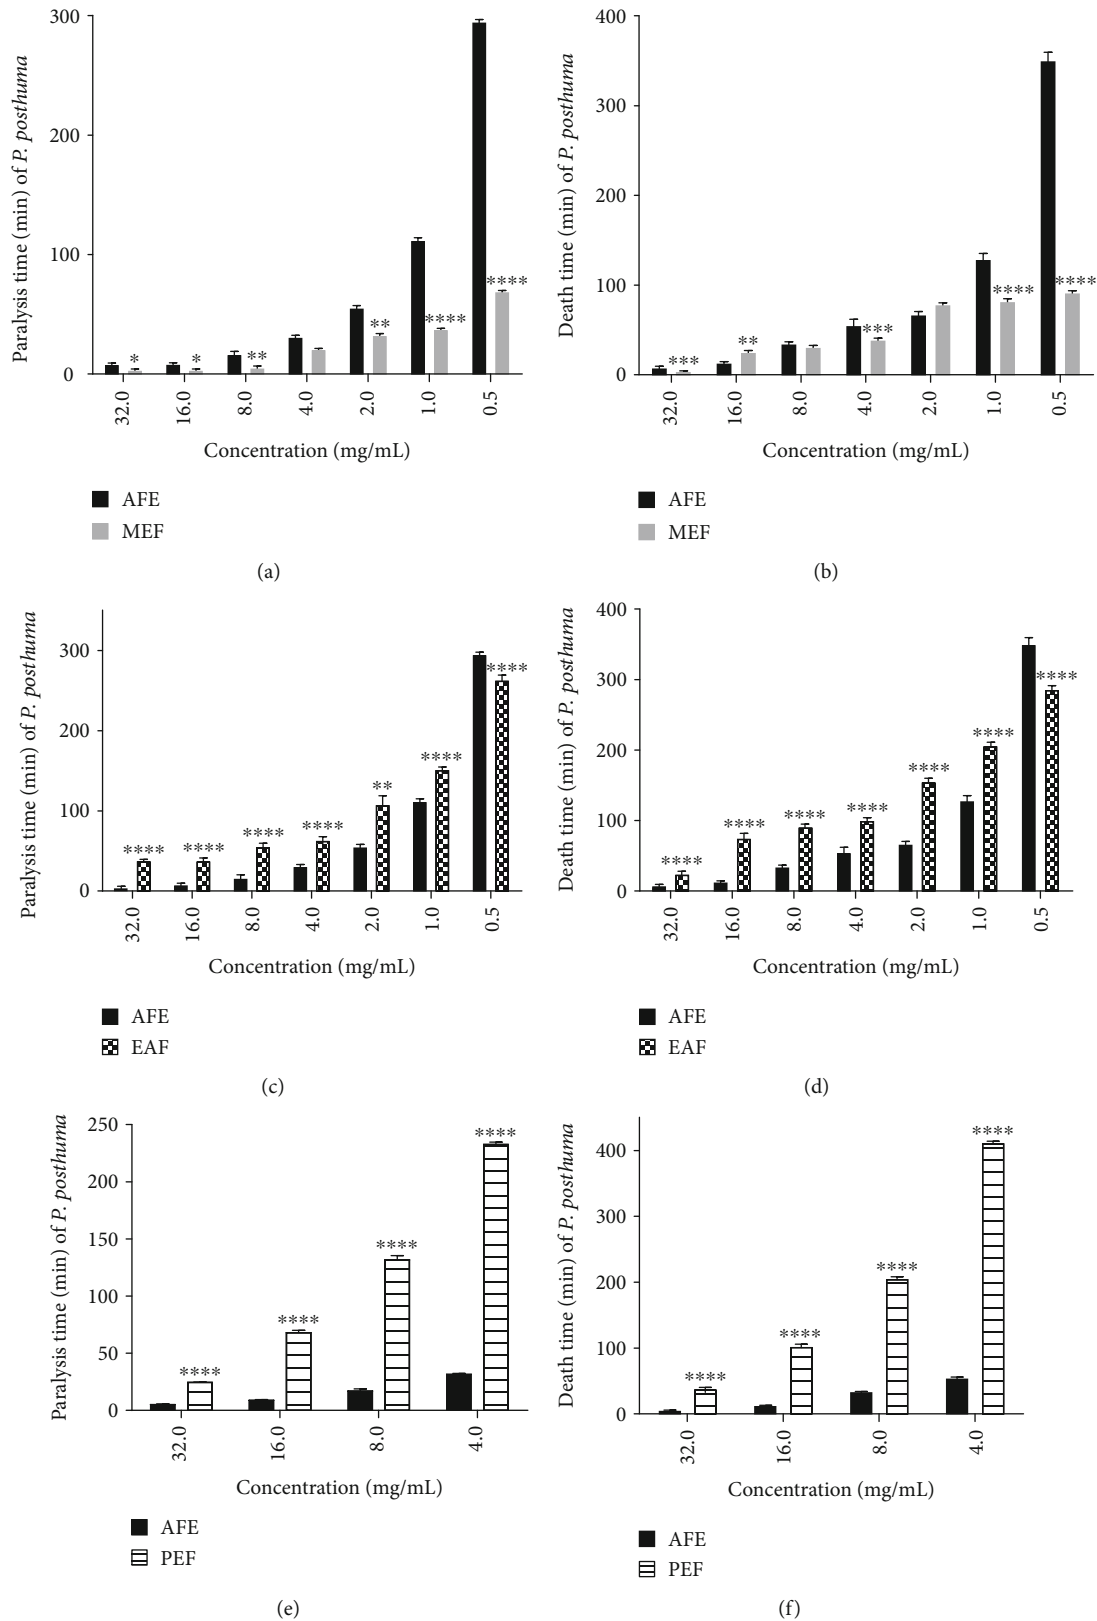 Paralysis time (min) of P. posthuma
300
200
100
0
* * ** ** **** ****
32.0 16.0 8.0 4.0 2.0 1.0 0.5
Concentration (mg/mL)
AFE
MEF
(a)
Death time (min) of P. posthuma
400
300
200
100
0
*** ** *** **** ****
32.0 16.0 8.0 4.0 2.0 1.0 0.5
Concentration (mg/mL)
AFE
MEF
(b)
Paralysis time (min) of P. posthuma
300
200
100
0
**** **** **** **** ** **** ****
32.0 16.0 8.0 4.0 2.0 1.0 0.5
Concentration (mg/mL)
AFE
EAF
(c)
Death time (min) of P. posthuma
400
300
200
100
0
**** **** **** **** **** **** ****
32.0 16.0 8.0 4.0 2.0 1.0 0.5
Concentration (mg/mL)
AFE
EAF
(d)
Paralysis time (min) of P. posthuma
250
200
150
100
50
0
**** **** **** ****
32.0 16.0 8.0 4.0
Concentration (mg/mL)
AFE
PEF
(e)
Death time (min) of P. posthuma
400
300
200
100
0
**** **** **** ****
32.0 16.0 8.0 4.0
Concentration (mg/mL)
AFE
PEF
(f)